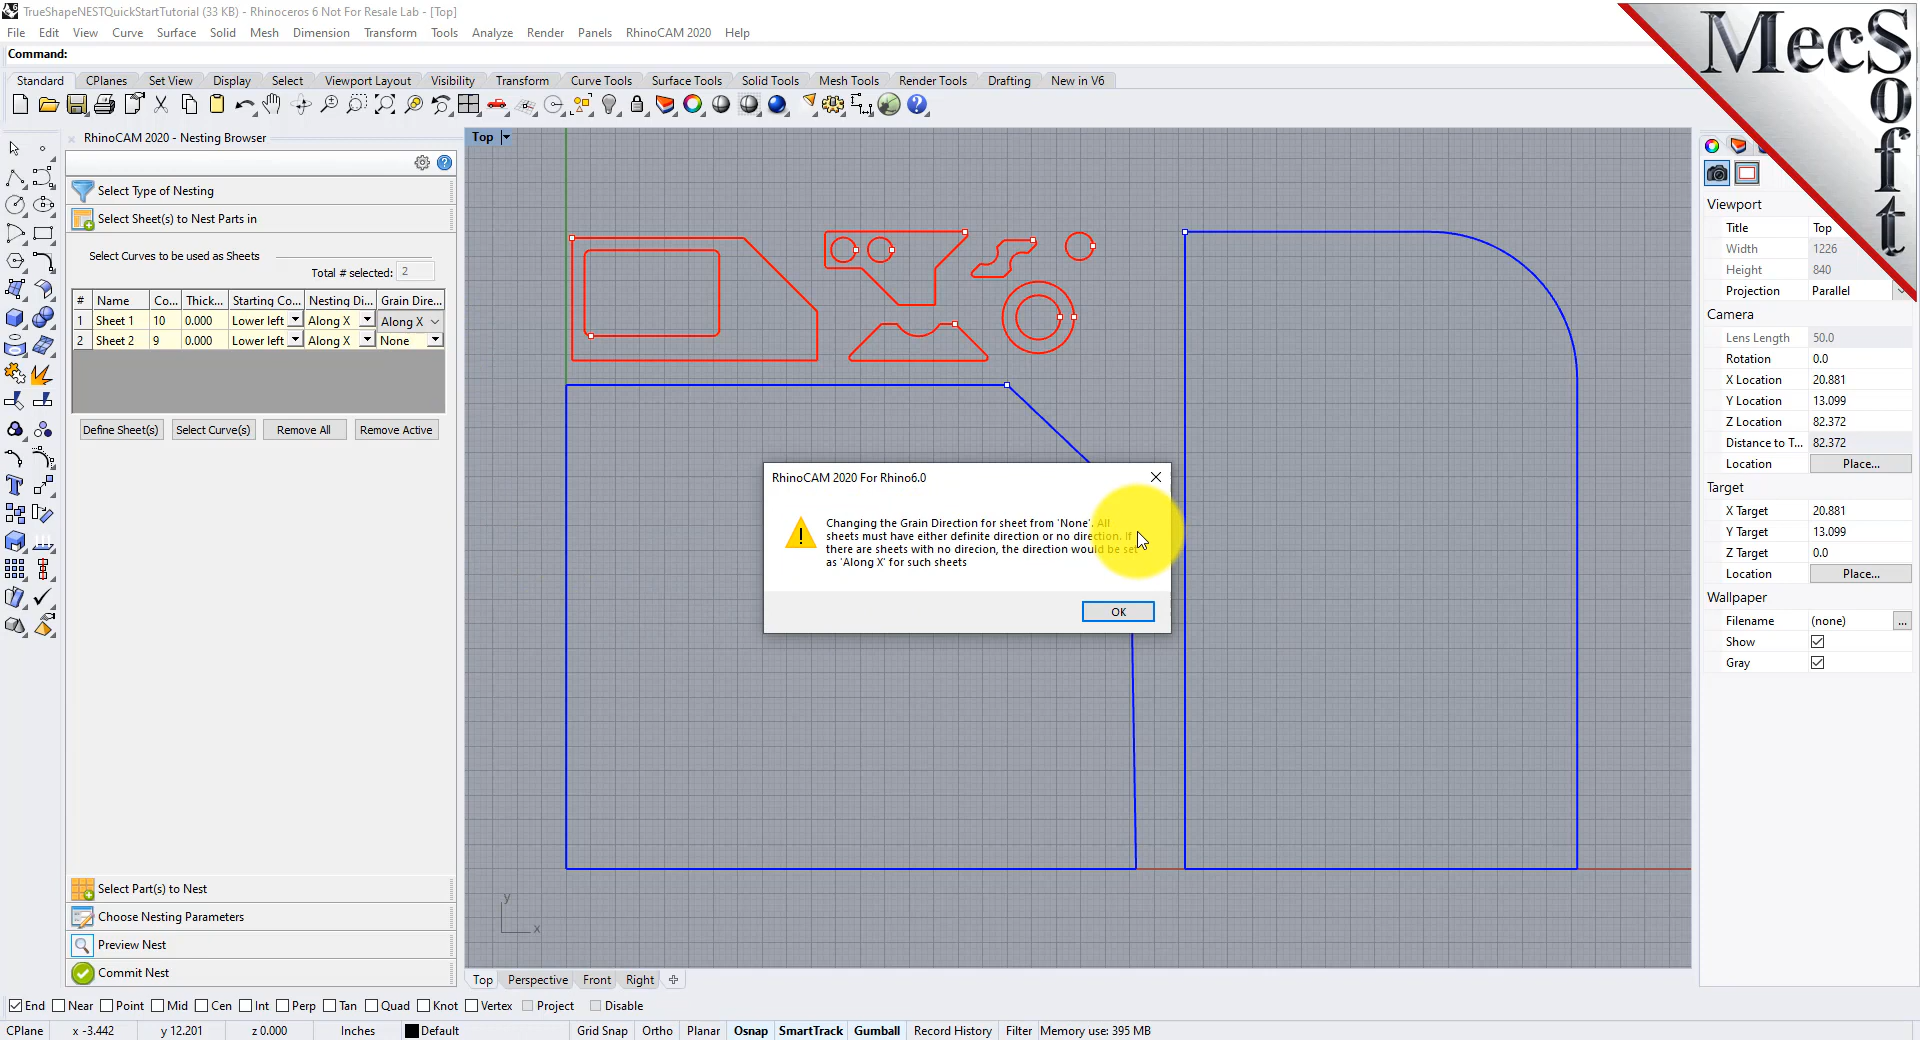 TrueShapeNESTQuickStartTutorial (33 KB) - Rhinoceros 6 Not For Resale Lab - [Top]
File Edit View Curve Surface Solid Mesh Dimension Transform Tools Analyze Render Panels RhinoCAM 2020 Help
Command:
Standard CPlanes Set View Display Select Viewport Layout Visibility Transform Curve Tools Surface Tools Solid Tools Mesh Tools Render Tools Drafting New in V6
MecSoft
RhinoCAM 2020 - Nesting Browser
Select Type of Nesting
Select Sheet(s) to Nest Parts in
Select Curves to be used as Sheets
Total # selected: 2
# Name Co... Thick... Starting Co... Nesting Di... Grain Dire...
1 Sheet 1 10 0.000 Lower left Along X Along X
2 Sheet 2 9 0.000 Lower left Along X None
Define Sheet(s) Select Curve(s) Remove All Remove Active
Select Part(s) to Nest
Choose Nesting Parameters
Preview Nest
Commit Nest
Top
RhinoCAM 2020 For Rhino6.0
Changing the Grain Direction for sheet from 'None'. All
sheets must have either definite direction or no direction. If
there are sheets with no direcion, the direction would be set
as 'Along X' for such sheets
OK
y
x
Viewport
Title Top
Width 1226
Height 840
Projection Parallel
Camera
Lens Length 50.0
Rotation 0.0
X Location 20.881
Y Location 13.099
Z Location 82.372
Distance to T... 82.372
Location Place...
Target
X Target 20.881
Y Target 13.099
Z Target 0.0
Location Place...
Wallpaper
Filename (none) ...
Show
Gray
Top Perspective Front Right
End Near Point Mid Cen Int Perp Tan Quad Knot Vertex Project Disable
CPlane x -3.442 y 12.201 z 0.000 Inches Default Grid Snap Ortho Planar Osnap SmartTrack Gumball Record History Filter Memory use: 395 MB